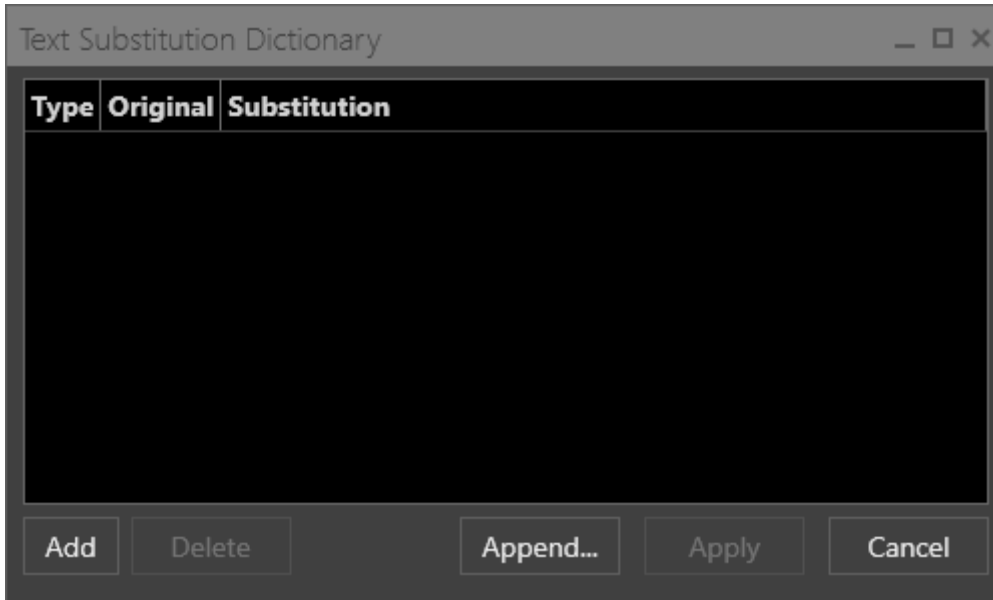 Text Substitution Dictionary
Type Original Substitution
Add Delete Append... Apply Cancel